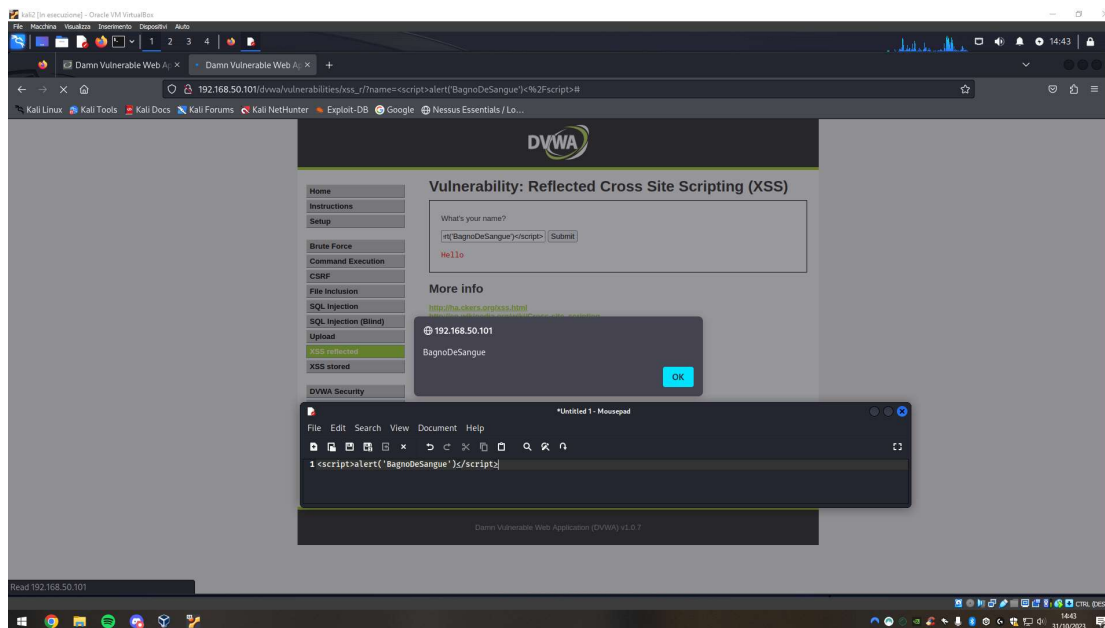 kali2 [In esecuzione] - Oracle VM VirtualBox
File Macchina Visualizza Inserimento Dispositivi Aiuto
1 2 3 4
14:43
Damn Vulnerable Web Ap
Damn Vulnerable Web Ap
192.168.50.101/dvwa/vulnerabilities/xss_r/?name=<script>alert('BagnoDeSangue')<%2Fscript>#
Kali Linux Kali Tools Kali Docs Kali Forums Kali NetHunter Exploit-DB Google Nessus Essentials / Lo...
DVWA
Home
Instructions
Setup
Brute Force
Command Execution
CSRF
File Inclusion
SQL Injection
SQL Injection (Blind)
Upload
XSS reflected
XSS stored
DVWA Security
Vulnerability: Reflected Cross Site Scripting (XSS)
What's your name?
rt('BagnoDeSangue')</script> Submit
Hello
More info
http://ha.ckers.org/xss.html
192.168.50.101
BagnoDeSangue
OK
*Untitled 1 - Mousepad
File Edit Search View Document Help
1 <script>alert('BagnoDeSangue')</script>
Damn Vulnerable Web Application (DVWA) v1.0.7
Read 192.168.50.101
CTRL (DES
14:43
31/10/2023